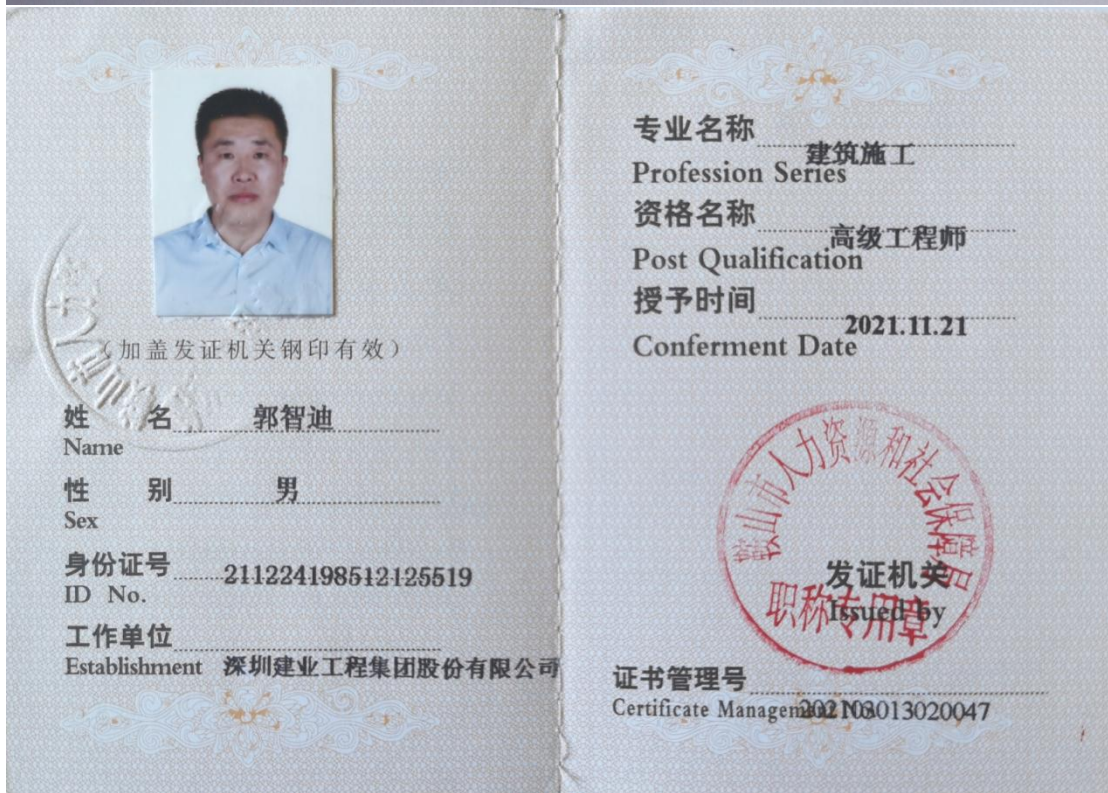 （加盖发证机关钢印有效）
姓 名 郭智迪
Name
性 别 男
Sex
身份证号 211224198512125519
ID No.
工作单位
Establishment 深圳建业工程集团股份有限公司
专业名称 建筑施工
Profession Series
资格名称 高级工程师
Post Qualification
授予时间 2021.11.21
Conferment Date
鞍山市人力资源和社会保障局
职称专用章
发证机关
Issued by
证书管理号
Certificate Management No 202103013020047